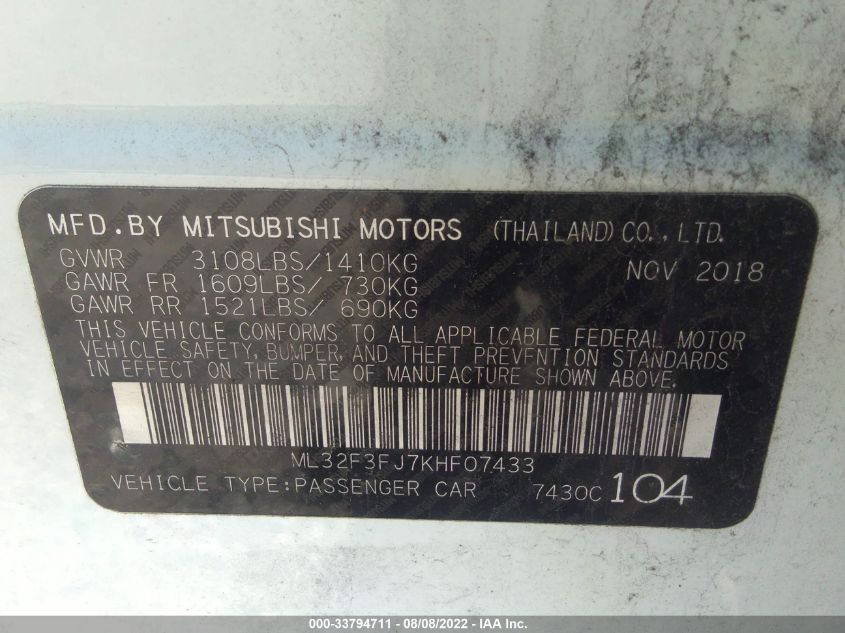 MFD.BY MITSUBISHI MOTORS (THAILAND) CO., LTD.
GVWR 3108LBS/1410KG NOV 2018
GAWR FR 1609LBS/ 730KG
GAWR RR 1521LBS/ 690KG
THIS VEHICLE CONFORMS TO ALL APPLICABLE FEDERAL MOTOR
VEHICLE SAFETY, BUMPER, AND THEFT PREVENTION STANDARDS
IN EFFECT ON THE DATE OF MANUFACTURE SHOWN ABOVE.
ML32F3FJ7KHF07433
VEHICLE TYPE:PASSENGER CAR 7430C 104
000-33794711 - 08/08/2022 - IAA Inc.